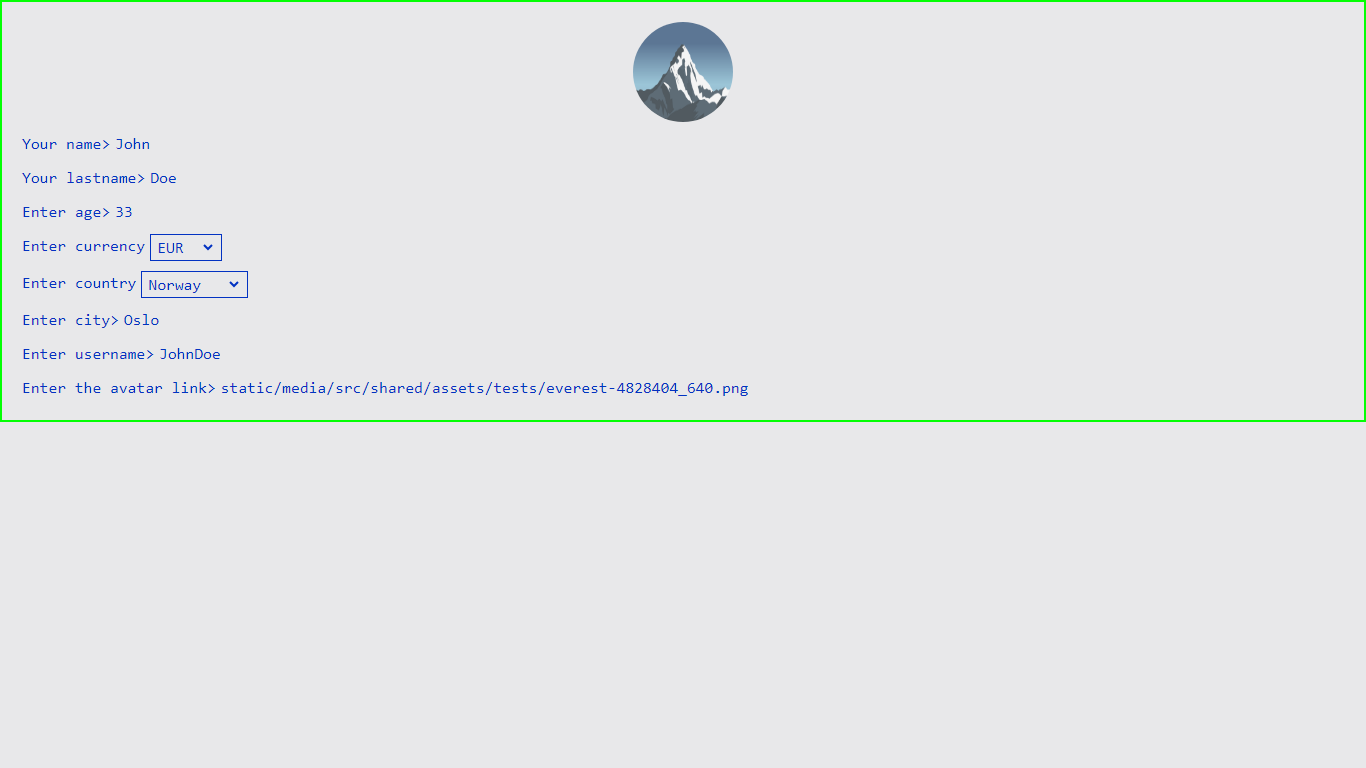 Your name> John
Your lastname> Doe
Enter age> 33
Enter currency EUR
Enter country Norway
Enter city> Oslo
Enter username> JohnDoe
Enter the avatar link> static/media/src/shared/assets/tests/everest-4828404_640.png